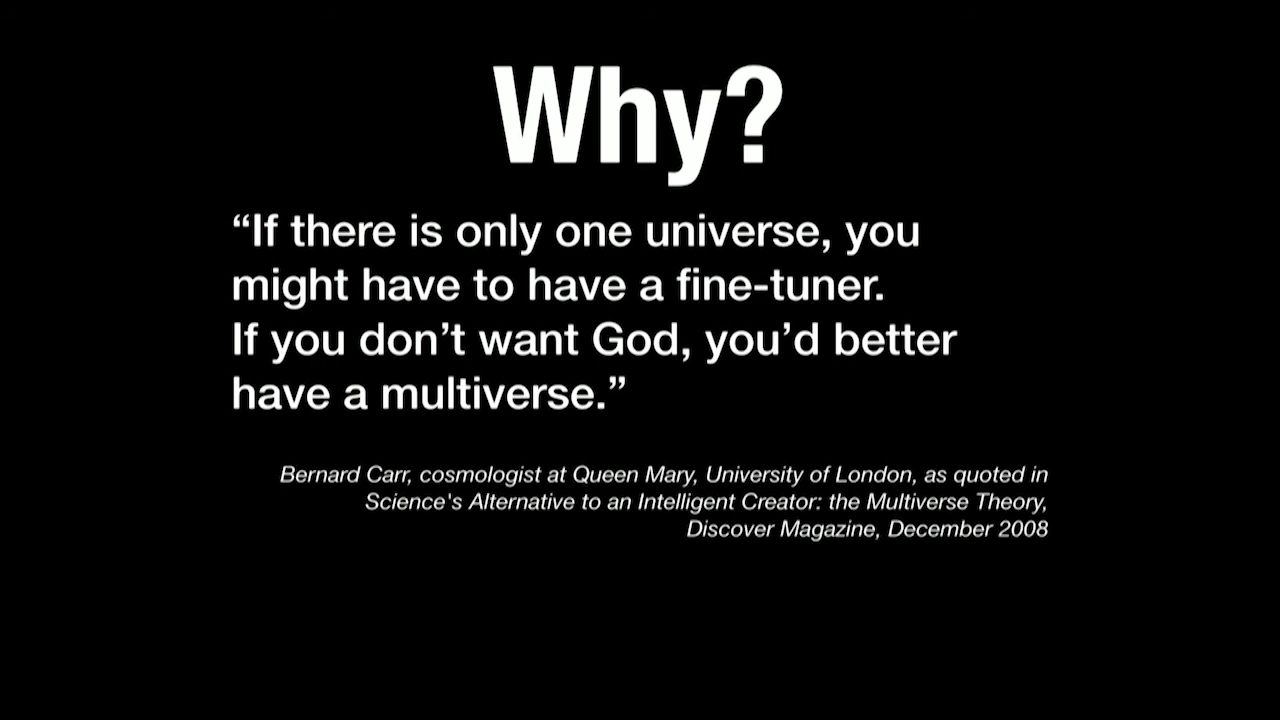 Why?
“If there is only one universe, you
might have to have a fine-tuner.
If you don’t want God, you’d better
have a multiverse.”
Bernard Carr, cosmologist at Queen Mary, University of London, as quoted in
Science's Alternative to an Intelligent Creator: the Multiverse Theory,
Discover Magazine, December 2008